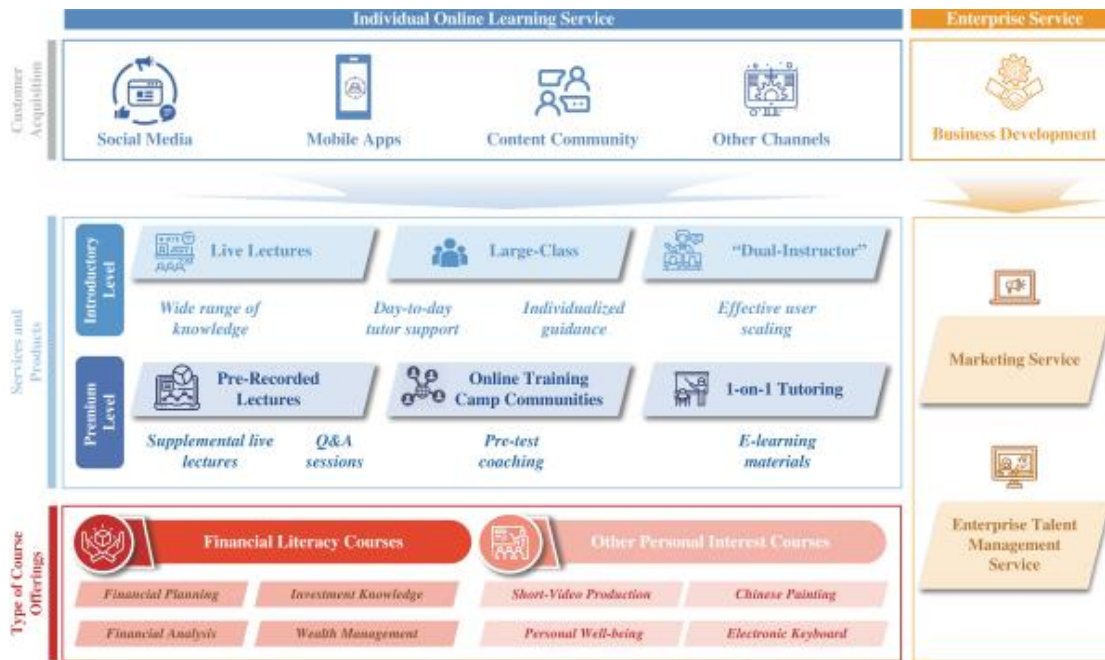 Individual Online Learning Service
Enterprise Service
Customer
Acquisition
Social Media
Mobile Apps
Content Community
Other Channels
Business Development
Services and
Products
Introductory
Level
Live Lectures
Large-Class
“Dual-Instructor”
Wide range of
knowledge
Day-to-day
tutor support
Individualized
guidance
Effective user
scaling
Premium
Level
Pre-Recorded
Lectures
Online Training
Camp Communities
1-on-1 Tutoring
Supplemental live
lectures
Q&A
sessions
Pre-test
coaching
E-learning
materials
Marketing Service
Enterprise Talent
Management
Service
Type of Course
Offerings
Financial Literacy Courses
Other Personal Interest Courses
Financial Planning
Investment Knowledge
Short-Video Production
Chinese Painting
Financial Analysis
Wealth Management
Personal Well-being
Electronic Keyboard